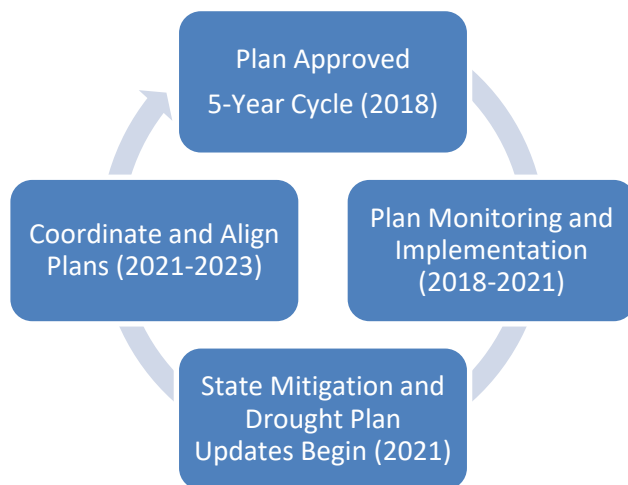 Plan Approved
5-Year Cycle (2018)
Plan Monitoring and
Implementation
(2018-2021)
State Mitigation and
Drought Plan
Updates Begin (2021)
Coordinate and Align
Plans (2021-2023)